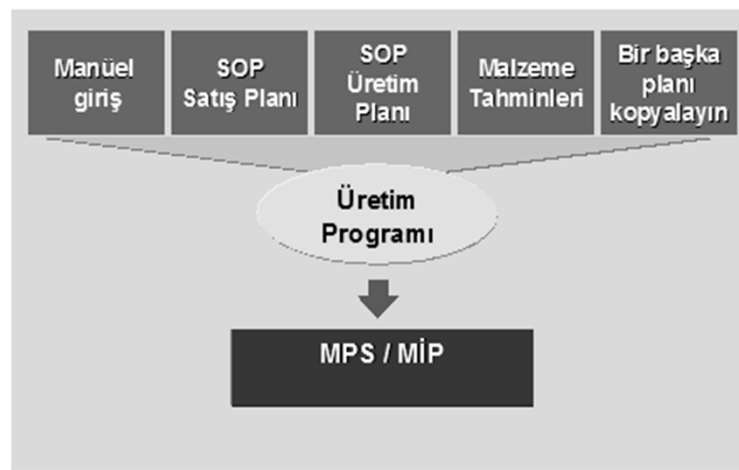 Manüel
giriş
SOP
Satış Planı
SOP
Üretim
Planı
Malzeme
Tahminleri
Bir başka
planı
kopyalayın
Üretim
Programı
MPS / MİP